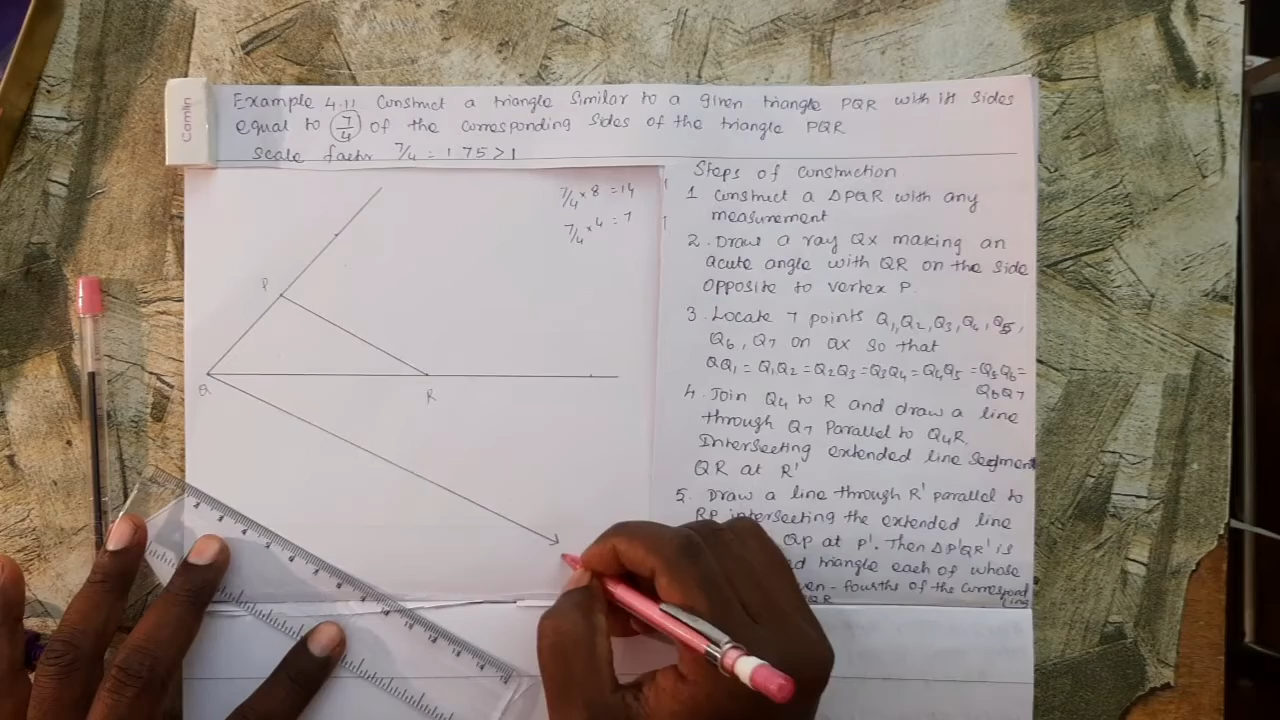 Camlin
Example 4.11 Construct a triangle similar to a given triangle PQR with its sides
equal to 7/4 of the corresponding sides of the triangle PQR
scale factor 7/4 = 1 75 > 1
7/4 × 8 = 14
7/4 × 4 = 7
P
Q
R
Steps of construction
1 construct a ΔPQR with any
measurement
2. Draw a ray Qx making an
acute angle with QR on the side
opposite to vertex P.
3. Locate 7 points Q1, Q2, Q3, Q4, Q5,
Q6, Q7 on ax so that
QQ1 = Q1Q2 = Q2Q3 = Q3Q4 = Q4Q5 = Q5Q6 =
Q6Q7
4. Join Q4 to R and draw a line
through Q7 Parallel to Q4R,
Intersecting extended line segment
QR at R'
5. Draw a line through R' parallel to
RP intersecting the extended line
QP at P'. Then ΔP'QR' is
triangle each of whose
fourths of the correspond
ing
QR